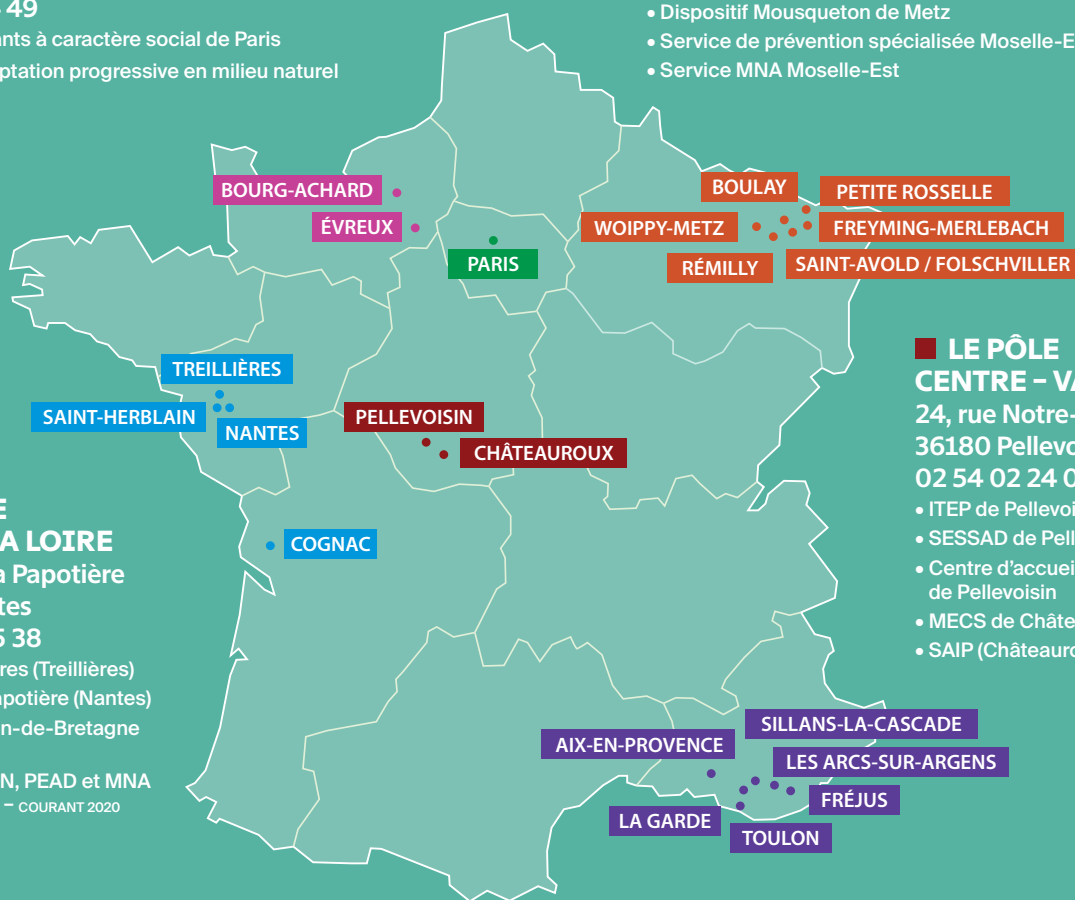 49
ants à caractère social de Paris
ptation progressive en milieu naturel
• Dispositif Mousqueton de Metz
• Service de prévention spécialisée Moselle-E
• Service MNA Moselle-Est
BOURG-ACHARD
ÉVREUX
PARIS
BOULAY
PETITE ROSSELLE
WOIPPY-METZ
FREYMING-MERLEBACH
RÉMILLY
SAINT-AVOLD / FOLSCHVILLER
TREILLIÈRES
SAINT-HERBLAIN
NANTES
PELLEVOISIN
CHÂTEAUROUX
COGNAC
LE PÔLE
CENTRE – VA
24, rue Notre-
36180 Pellevo
02 54 02 24 0
• ITEP de Pellevoi
• SESSAD de Pell
• Centre d’accuei
de Pellevoisin
• MECS de Châte
• SAIP (Châteauro
E
A LOIRE
a Papotière
tes
5 38
res (Treillières)
apotière (Nantes)
n-de-Bretagne
N, PEAD et MNA
– COURANT 2020
SILLANS-LA-CASCADE
AIX-EN-PROVENCE
LES ARCS-SUR-ARGENS
FRÉJUS
LA GARDE
TOULON